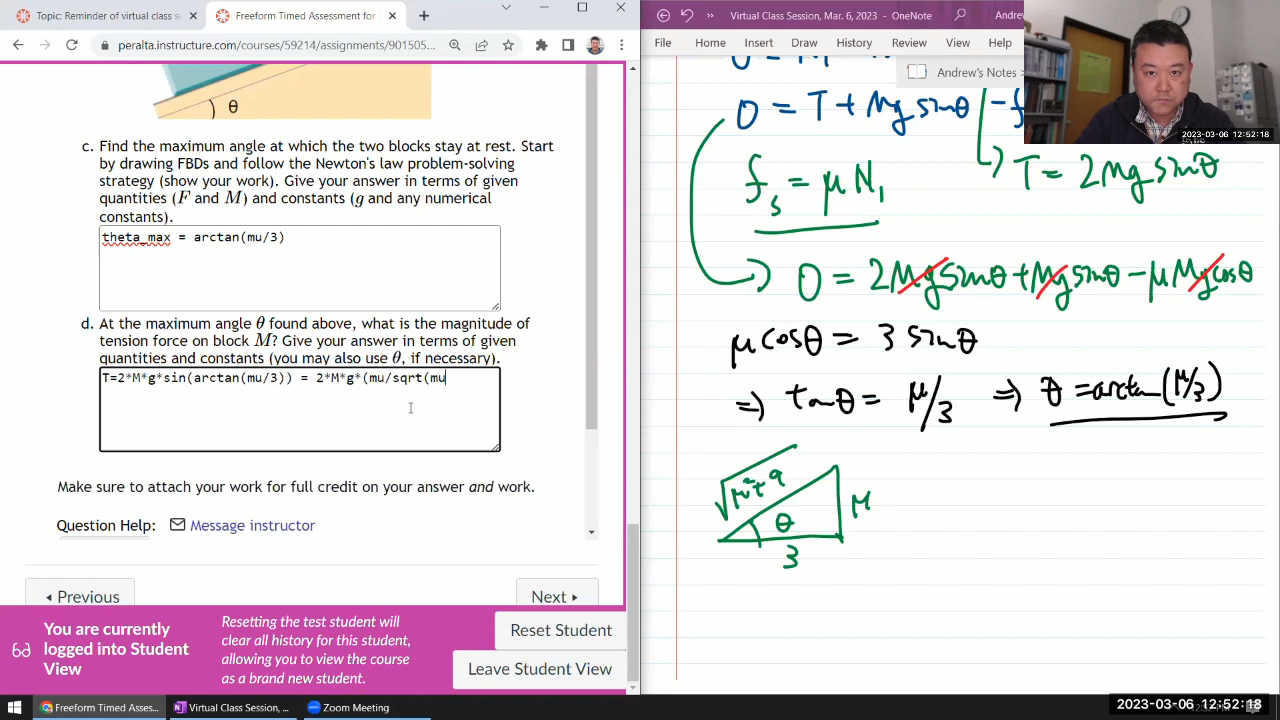 Topic: Reminder of virtual class s
Freeform Timed Assessment for
peralta.instructure.com/courses/59214/assignments/901505...
θ
c. Find the maximum angle at which the two blocks stay at rest. Start
by drawing FBDs and follow the Newton's law problem-solving
strategy (show your work). Give your answer in terms of given
quantities (F and M) and constants (g and any numerical
constants).
theta_max = arctan(mu/3)
d. At the maximum angle θ found above, what is the magnitude of
tension force on block M? Give your answer in terms of given
quantities and constants (you may also use θ, if necessary).
T=2*M*g*sin(arctan(mu/3)) = 2*M*g*(mu/sqrt(mu
Make sure to attach your work for full credit on your answer and work.
Question Help: Message instructor
Previous
Next
You are currently
logged into Student
View
Resetting the test student will
clear all history for this student,
allowing you to view the course
as a brand new student.
Reset Student
Leave Student View
Virtual Class Session, Mar. 6, 2023 - OneNote
Andre
File Home Insert Draw History Review View Help
Andrew's Notes >
2023-03-06 12:52:18
0 = T + Mg sinθ - f
T = 2Mg sinθ
fs = μ N1
0 = 2Mg sinθ + Mg sinθ - μ Mg cosθ
μ cosθ = 3 sinθ
⇒ tanθ = μ/3 ⇒ θ = arctan(μ/3)
√μ²+9
μ
θ
3
Freeform Timed Asses...
Virtual Class Session, ...
Zoom Meeting
2023-03-06 12:52:18